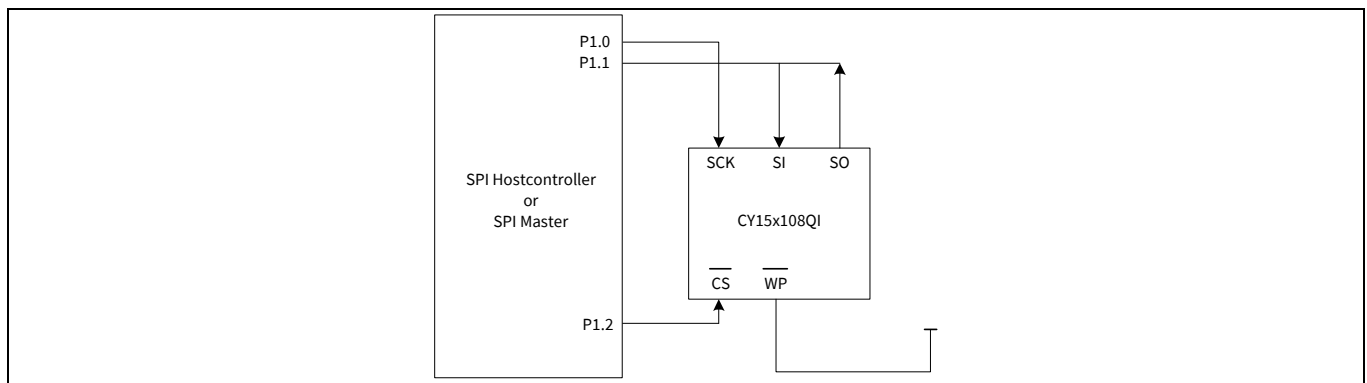 P1.0
P1.1
SCK SI SO
SPI Hostcontroller
or
SPI Master
CY15x108QI
CS WP
P1.2